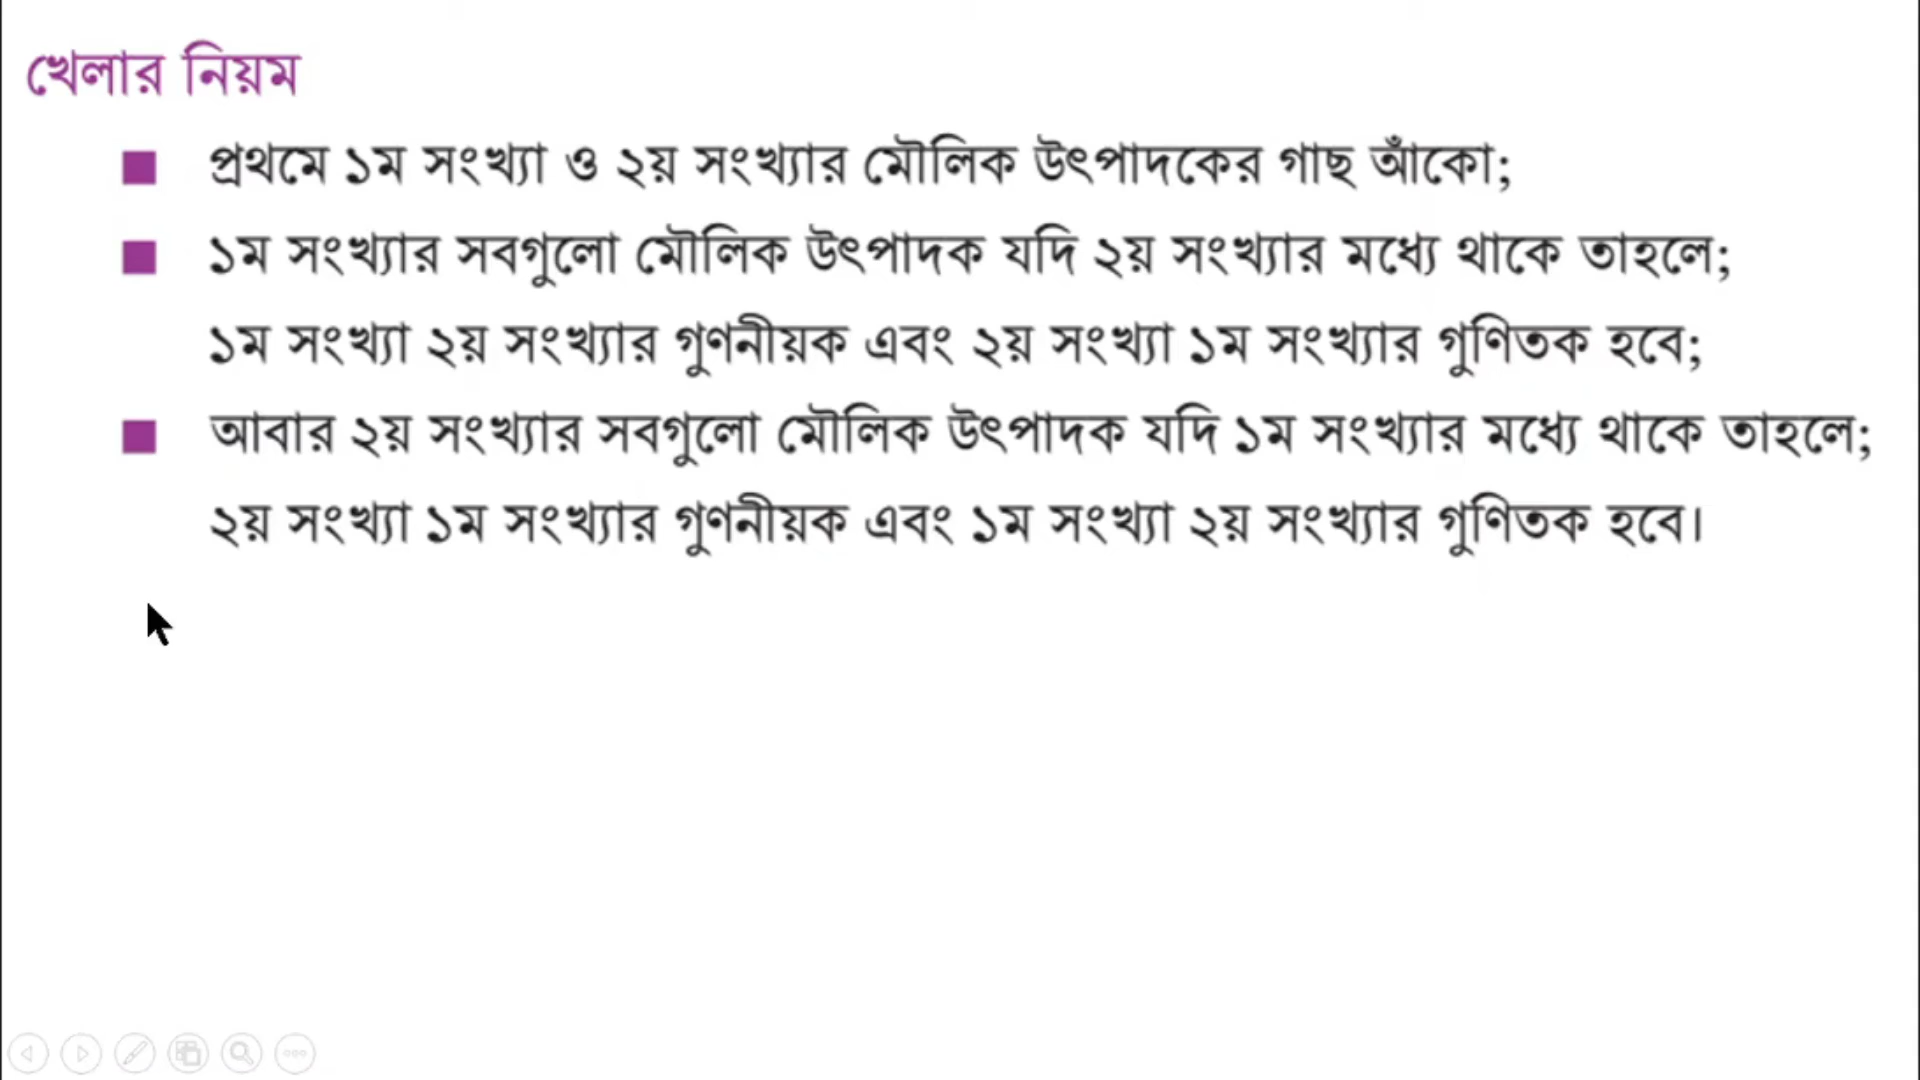 খেলার নিয়ম
প্রথমে ১ম সংখ্যা ও ২য় সংখ্যার মৌলিক উৎপাদকের গাছ আঁকো;
১ম সংখ্যার সবগুলো মৌলিক উৎপাদক যদি ২য় সংখ্যার মধ্যে থাকে তাহলে;
১ম সংখ্যা ২য় সংখ্যার গুণনীয়ক এবং ২য় সংখ্যা ১ম সংখ্যার গুণিতক হবে;
আবার ২য় সংখ্যার সবগুলো মৌলিক উৎপাদক যদি ১ম সংখ্যার মধ্যে থাকে তাহলে;
২য় সংখ্যা ১ম সংখ্যার গুণনীয়ক এবং ১ম সংখ্যা ২য় সংখ্যার গুণিতক হবে।